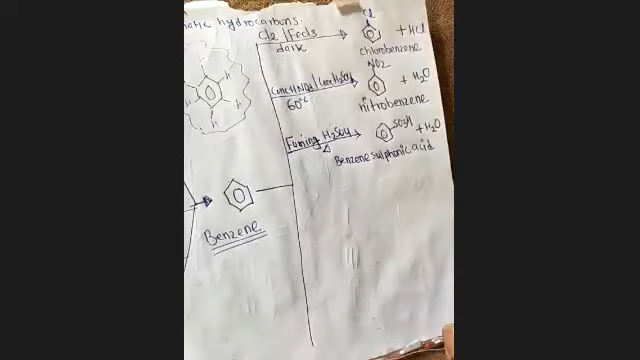 matic hydrocarbons.
Cl2 / FeCl3
dark
Cl
+ HCl
chlorobenzene
Conc HNO3 / Conc H2SO4
60°C
NO2
+ H2O
nitrobenzene
Fuming H2SO4
Δ
SO3H
+ H2O
Benzene sulphonic acid
H
H
H
H
Benzene